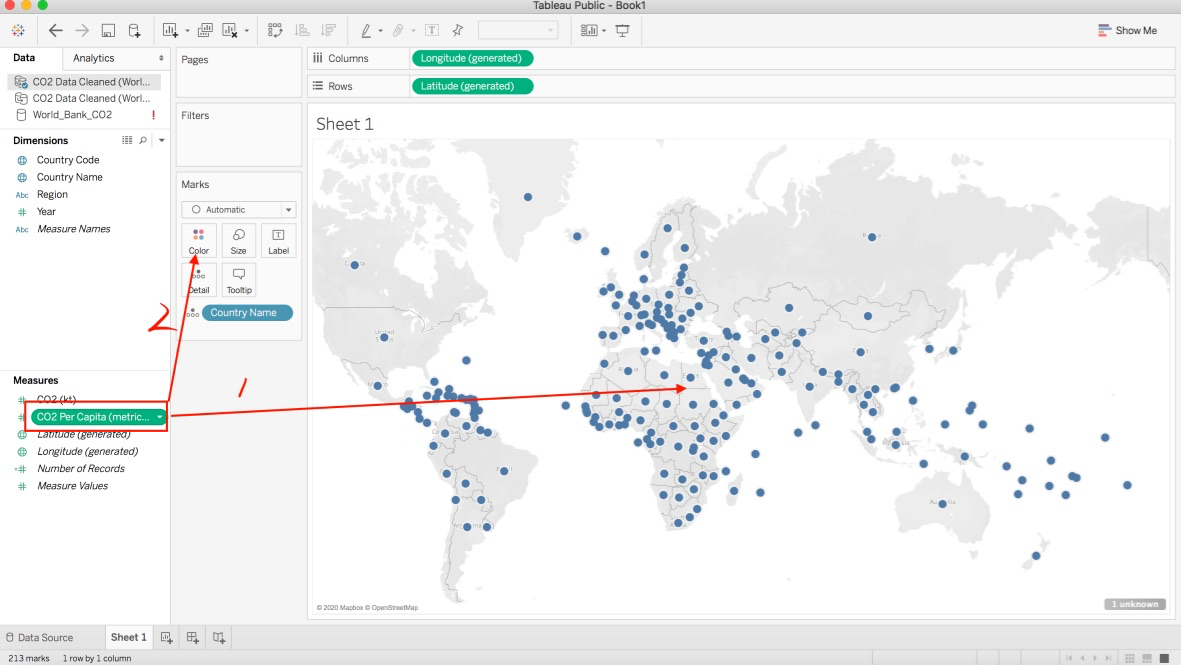 Tableau Public - Book1
Show Me
Data
Analytics
CO2 Data Cleaned (Worl...
CO2 Data Cleaned (Worl...
World_Bank_CO2 !
Dimensions
Country Code
Country Name
Abc Region
Year
Abc Measure Names
Measures
CO2 (kt)
CO2 Per Capita (metric...
Latitude (generated)
Longitude (generated)
Number of Records
Measure Values
Pages
Filters
Marks
Automatic
Color Size Label
Detail Tooltip
Country Name
2
1
Columns Longitude (generated)
Rows Latitude (generated)
Sheet 1
© 2020 Mapbox © OpenStreetMap
1 unknown
Data Source
Sheet 1
213 marks 1 row by 1 column